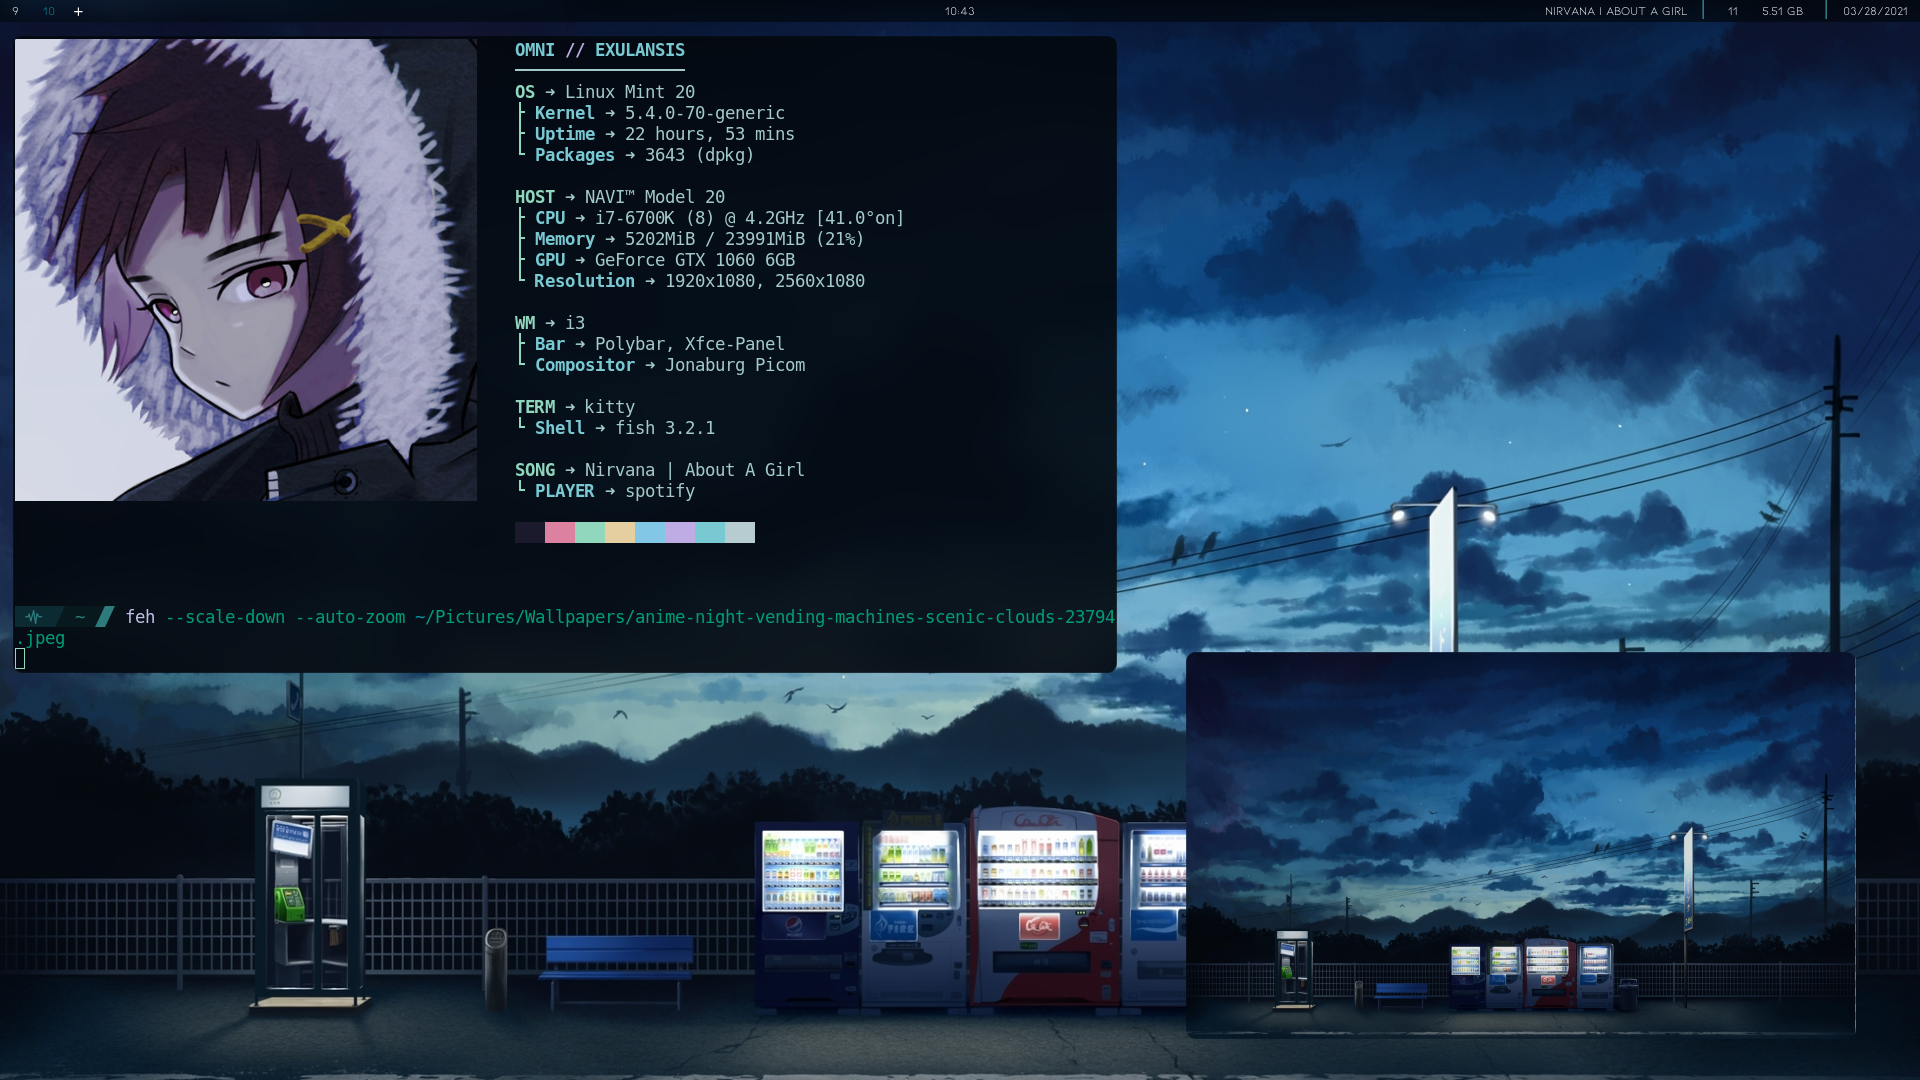 9 10 + 10:43 NIRVANA | ABOUT A GIRL 11 5.51 GB 03/28/2021
OMNI // EXULANSIS
OS → Linux Mint 20
├ Kernel → 5.4.0-70-generic
├ Uptime → 22 hours, 53 mins
└ Packages → 3643 (dpkg)
HOST → NAVI™ Model 20
├ CPU → i7-6700K (8) @ 4.2GHz [41.0°on]
├ Memory → 5202MiB / 23991MiB (21%)
├ GPU → GeForce GTX 1060 6GB
└ Resolution → 1920x1080, 2560x1080
WM → i3
├ Bar → Polybar, Xfce-Panel
└ Compositor → Jonaburg Picom
TERM → kitty
└ Shell → fish 3.2.1
SONG → Nirvana | About A Girl
└ PLAYER → spotify
~ feh --scale-down --auto-zoom ~/Pictures/Wallpapers/anime-night-vending-machines-scenic-clouds-23794
.jpeg
FIRE